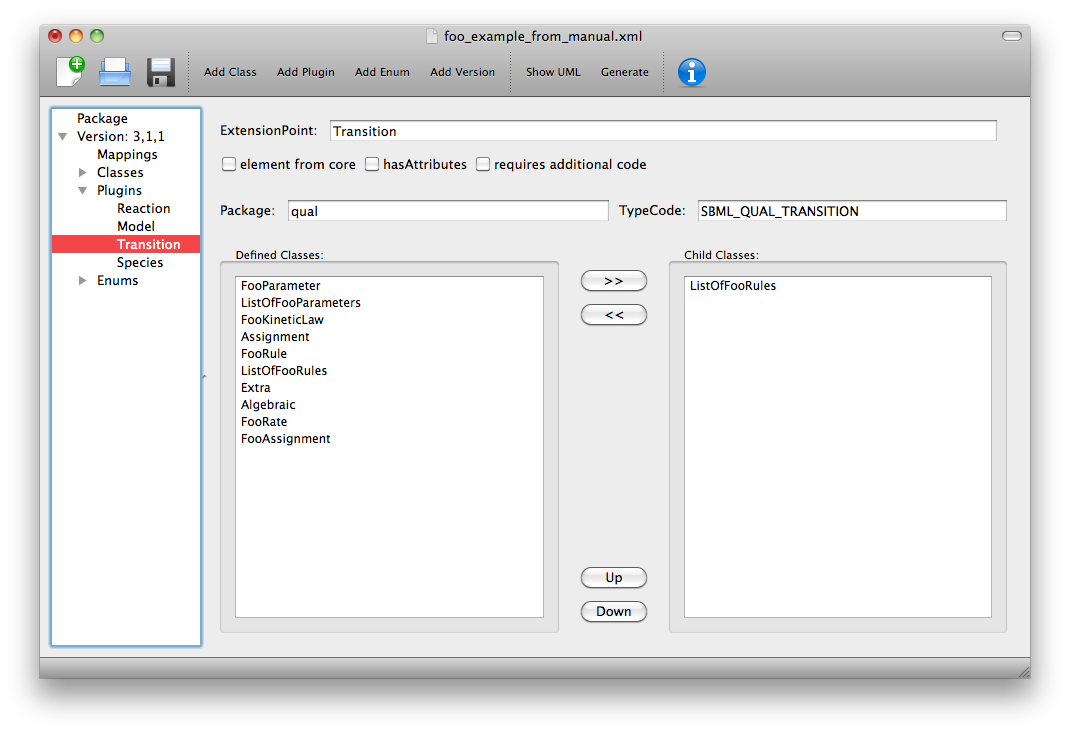 foo_example_from_manual.xml
Add Class Add Plugin Add Enum Add Version Show UML Generate
Package
Version: 3,1,1
Mappings
Classes
Plugins
Reaction
Model
Transition
Species
Enums
ExtensionPoint: Transition
element from core hasAttributes requires additional code
Package: qual TypeCode: SBML_QUAL_TRANSITION
Defined Classes:
FooParameter
ListOfFooParameters
FooKineticLaw
Assignment
FooRule
ListOfFooRules
Extra
Algebraic
FooRate
FooAssignment
>>
<<
Up
Down
Child Classes:
ListOfFooRules